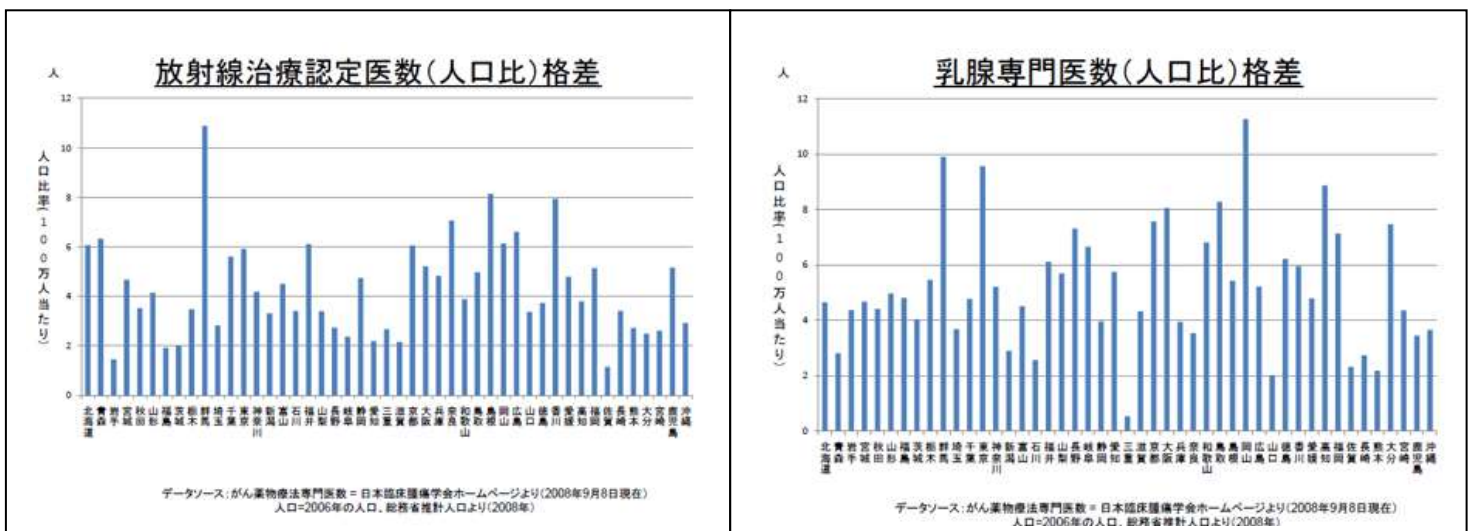 放射線治療認定医数(人口比)格差
人
12
10
8
6
4
2
0
人口比率(100万人当たり)
北海道 青森 岩手 宮城 秋田 山形 福島 茨城 栃木 群馬 埼玉 千葉 東京 神奈川 新潟 富山 石川 福井 山梨 長野 岐阜 静岡 愛知 三重 滋賀 京都 大阪 兵庫 奈良 和歌山 鳥取 島根 岡山 広島 山口 徳島 香川 愛媛 高知 福岡 佐賀 長崎 熊本 大分 宮崎 鹿児島 沖縄
データソース:がん薬物療法専門医数 = 日本臨床腫瘍学会ホームページより(2008年9月8日現在)
人口=2006年の人口、総務省推計人口より(2008年)
乳腺専門医数(人口比)格差
人
12
10
8
6
4
2
0
人口比率(100万人当たり)
北海道 青森 岩手 宮城 秋田 山形 福島 茨城 栃木 群馬 埼玉 千葉 東京 神奈川 新潟 富山 石川 福井 山梨 長野 岐阜 静岡 愛知 三重 滋賀 京都 大阪 兵庫 奈良 和歌山 鳥取 島根 岡山 広島 山口 徳島 香川 愛媛 高知 福岡 佐賀 長崎 熊本 大分 宮崎 鹿児島 沖縄
データソース:がん薬物療法専門医数 = 日本臨床腫瘍学会ホームページより(2008年9月8日現在)
人口=2006年の人口、総務省推計人口より(2008年)